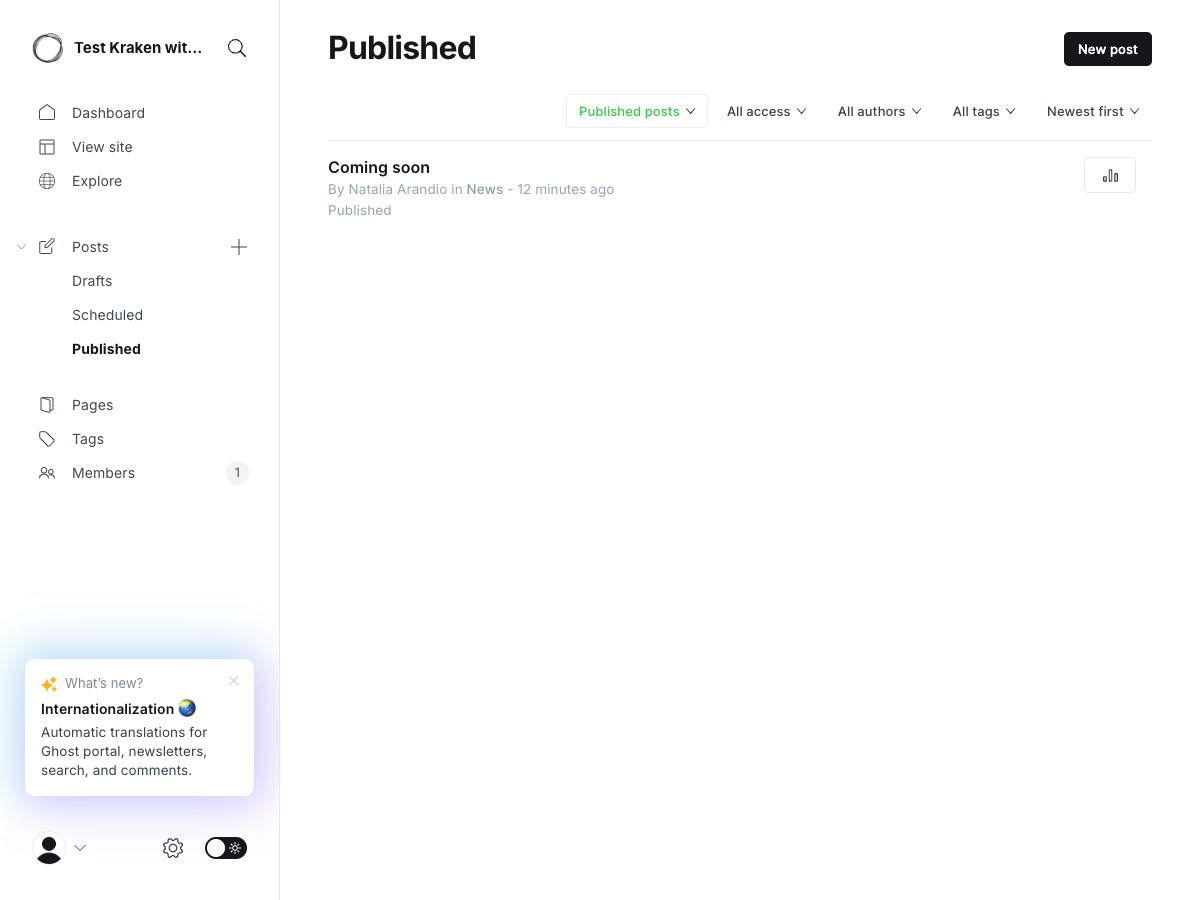 Test Kraken wit...
Dashboard
View site
Explore
Posts
Drafts
Scheduled
Published
Pages
Tags
Members
1
What's new?
Internationalization
Automatic translations for
Ghost portal, newsletters,
search, and comments.
Published
New post
Published posts
All access
All authors
All tags
Newest first
Coming soon
By Natalia Arandio in News - 12 minutes ago
Published